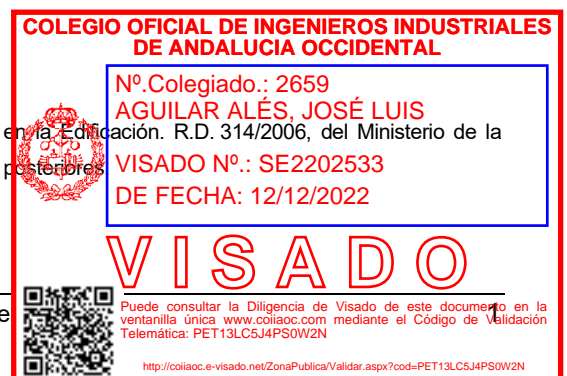 COLEGIO OFICIAL DE INGENIEROS INDUSTRIALES
DE ANDALUCIA OCCIDENTAL
Nº.Colegiado.: 2659
AGUILAR ALÉS, JOSÉ LUIS
en la Edificación. R.D. 314/2006, del Ministerio de la
posteriores
VISADO Nº.: SE2202533
DE FECHA: 12/12/2022
VISADO
e
1
Puede consultar la Diligencia de Visado de este documento en la
ventanilla única www.coiiaoc.com mediante el Código de Validación
Telemática: PET13LC5J4PS0W2N
http://coiiaoc.e-visado.net/ZonaPublica/Validar.aspx?cod=PET13LC5J4PS0W2N